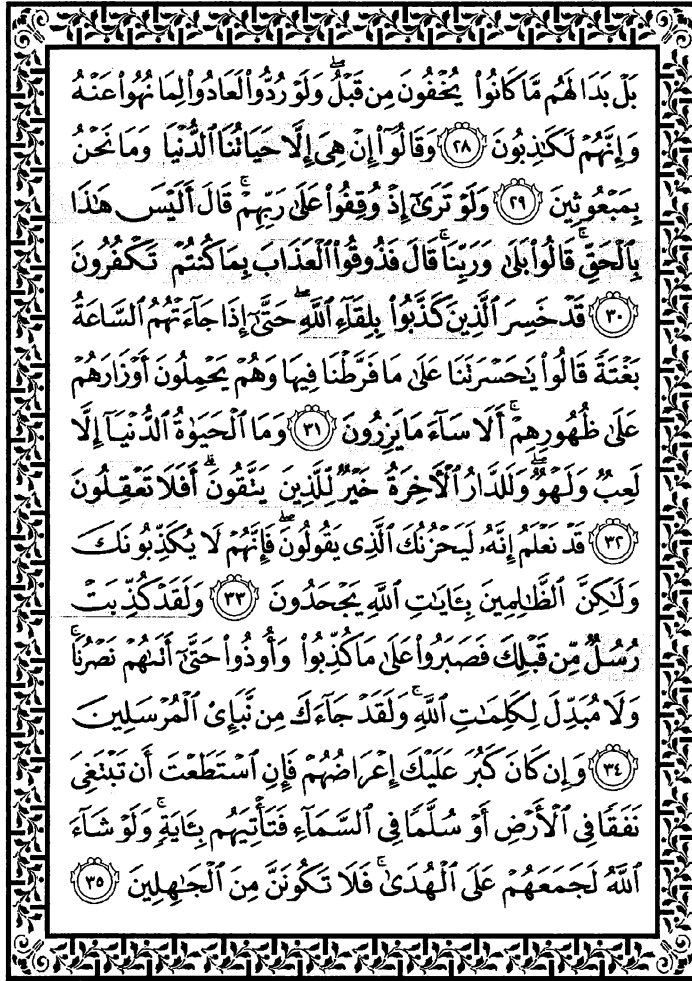 بَلْ بَدَا لَهُم مَّا كَانُوا۟ يُخْفُونَ مِن قَبْلُ ۖ وَلَوْ رُدُّوا۟ لَعَادُوا۟ لِمَا نُهُوا۟ عَنْهُ
وَإِنَّهُمْ لَكَـٰذِبُونَ ﴿٢٨﴾ وَقَالُوٓا۟ إِنْ هِىَ إِلَّا حَيَاتُنَا ٱلدُّنْيَا وَمَا نَحْنُ
بِمَبْعُوثِينَ ﴿٢٩﴾ وَلَوْ تَرَىٰٓ إِذْ وُقِفُوا۟ عَلَىٰ رَبِّهِمْ ۚ قَالَ أَلَيْسَ هَـٰذَا
بِٱلْحَقِّ ۚ قَالُوا۟ بَلَىٰ وَرَبِّنَا ۚ قَالَ فَذُوقُوا۟ ٱلْعَذَابَ بِمَا كُنتُمْ تَكْفُرُونَ
﴿٣٠﴾ قَدْ خَسِرَ ٱلَّذِينَ كَذَّبُوا۟ بِلِقَآءِ ٱللَّهِ ۖ حَتَّىٰٓ إِذَا جَآءَتْهُمُ ٱلسَّاعَةُ
بَغْتَةً قَالُوا۟ يَـٰحَسْرَتَنَا عَلَىٰ مَا فَرَّطْنَا فِيهَا وَهُمْ يَحْمِلُونَ أَوْزَارَهُمْ
عَلَىٰ ظُهُورِهِمْ ۚ أَلَا سَآءَ مَا يَزِرُونَ ﴿٣١﴾ وَمَا ٱلْحَيَوٰةُ ٱلدُّنْيَآ إِلَّا
لَعِبٌ وَلَهْوٌ ۖ وَلَلدَّارُ ٱلْـَٔاخِرَةُ خَيْرٌ لِّلَّذِينَ يَتَّقُونَ ۗ أَفَلَا تَعْقِلُونَ
﴿٣٢﴾ قَدْ نَعْلَمُ إِنَّهُۥ لَيَحْزُنُكَ ٱلَّذِى يَقُولُونَ ۖ فَإِنَّهُمْ لَا يُكَذِّبُونَكَ
وَلَـٰكِنَّ ٱلظَّـٰلِمِينَ بِـَٔايَـٰتِ ٱللَّهِ يَجْحَدُونَ ﴿٣٣﴾ وَلَقَدْ كُذِّبَتْ
رُسُلٌ مِّن قَبْلِكَ فَصَبَرُوا۟ عَلَىٰ مَا كُذِّبُوا۟ وَأُوذُوا۟ حَتَّىٰٓ أَتَىٰهُمْ نَصْرُنَا ۚ
وَلَا مُبَدِّلَ لِكَلِمَـٰتِ ٱللَّهِ ۚ وَلَقَدْ جَآءَكَ مِن نَّبَإِى۟ ٱلْمُرْسَلِينَ
﴿٣٤﴾ وَإِن كَانَ كَبُرَ عَلَيْكَ إِعْرَاضُهُمْ فَإِنِ ٱسْتَطَعْتَ أَن تَبْتَغِىَ
نَفَقًا فِى ٱلْأَرْضِ أَوْ سُلَّمًا فِى ٱلسَّمَآءِ فَتَأْتِيَهُم بِـَٔايَةٍ ۚ وَلَوْ شَآءَ
ٱللَّهُ لَجَمَعَهُمْ عَلَى ٱلْهُدَىٰ ۚ فَلَا تَكُونَنَّ مِنَ ٱلْجَـٰهِلِينَ ﴿٣٥﴾